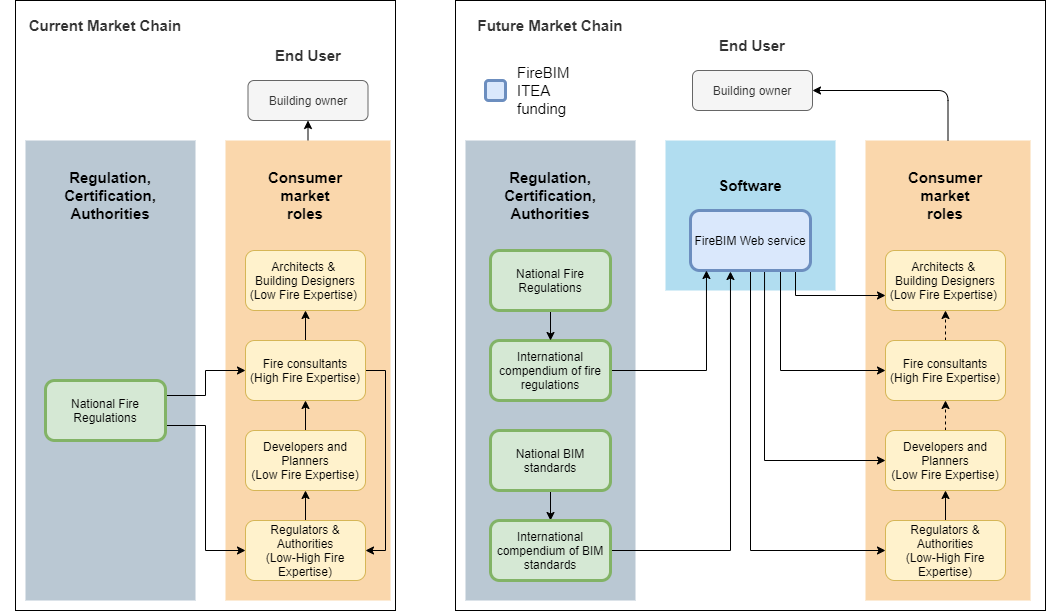 Current Market Chain
End User
Building owner
Regulation,
Certification,
Authorities
Consumer
market
roles
Architects &
Building Designers
(Low Fire Expertise)
Fire consultants
(High Fire Expertise)
National Fire
Regulations
Developers and
Planners
(Low Fire Expertise)
Regulators &
Authorities
(Low-High Fire
Expertise)
Future Market Chain
End User
FireBIM
ITEA
funding
Building owner
Regulation,
Certification,
Authorities
Software
Consumer
market
roles
FireBIM Web service
National Fire
Regulations
International
compendium of fire
regulations
National BIM
standards
International
compendium of BIM
standards
Architects &
Building Designers
(Low Fire Expertise)
Fire consultants
(High Fire Expertise)
Developers and
Planners
(Low Fire Expertise)
Regulators &
Authorities
(Low-High Fire
Expertise)